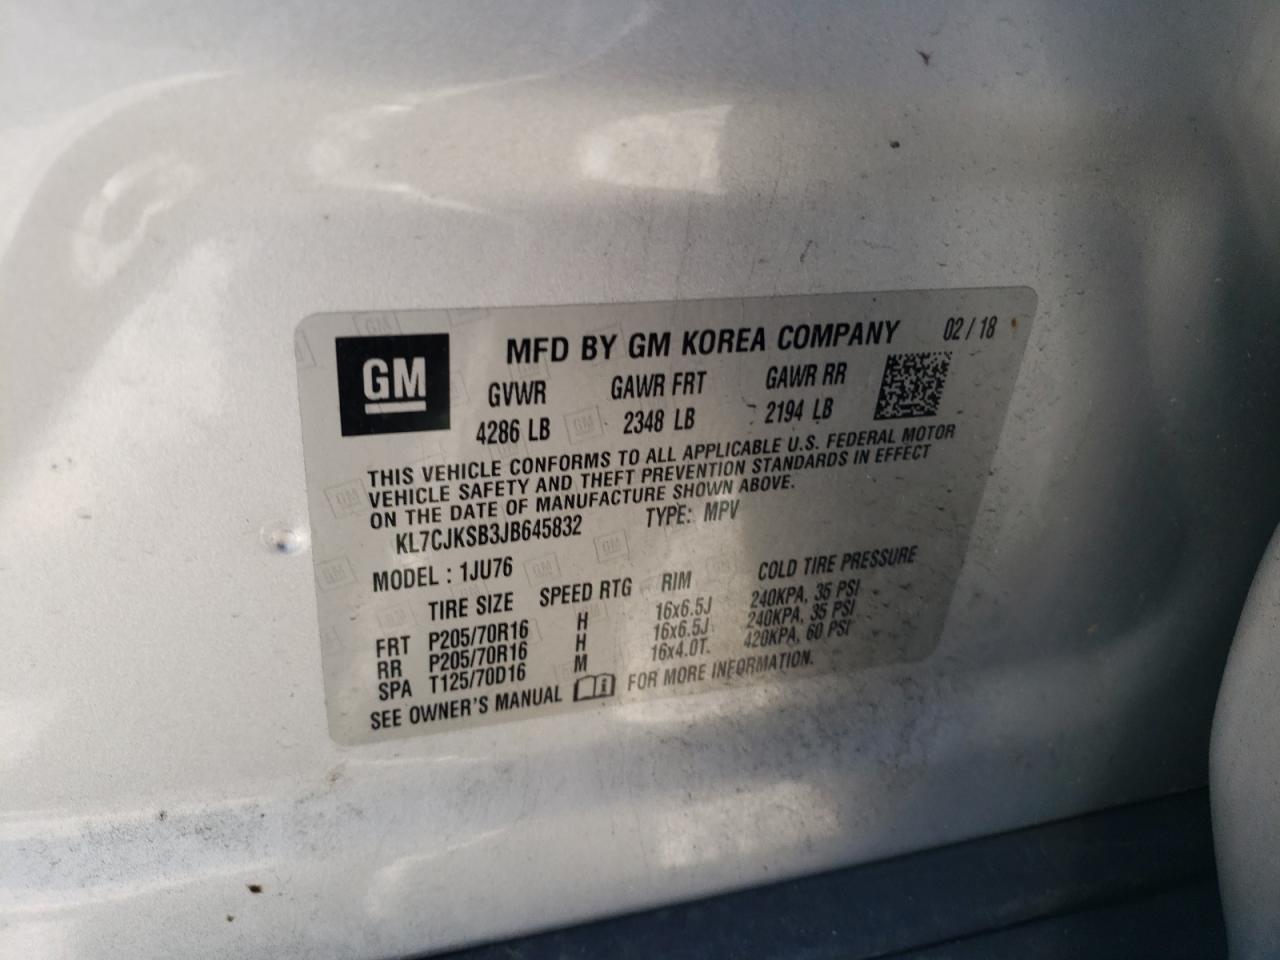 GM
MFD BY GM KOREA COMPANY 02 / 18
GVWR GAWR FRT GAWR RR
4286 LB 2348 LB 2194 LB
THIS VEHICLE CONFORMS TO ALL APPLICABLE U.S. FEDERAL MOTOR
VEHICLE SAFETY AND THEFT PREVENTION STANDARDS IN EFFECT
ON THE DATE OF MANUFACTURE SHOWN ABOVE.
KL7CJKSB3JB645832 TYPE: MPV
MODEL : 1JU76
TIRE SIZE SPEED RTG RIM COLD TIRE PRESSURE
FRT P205/70R16 H 16x6.5J 240KPA, 35 PSI
RR P205/70R16 H 16x6.5J 240KPA, 35 PSI
SPA T125/70D16 M 16x4.0T. 420KPA, 60 PSI
SEE OWNER'S MANUAL FOR MORE INFORMATION.